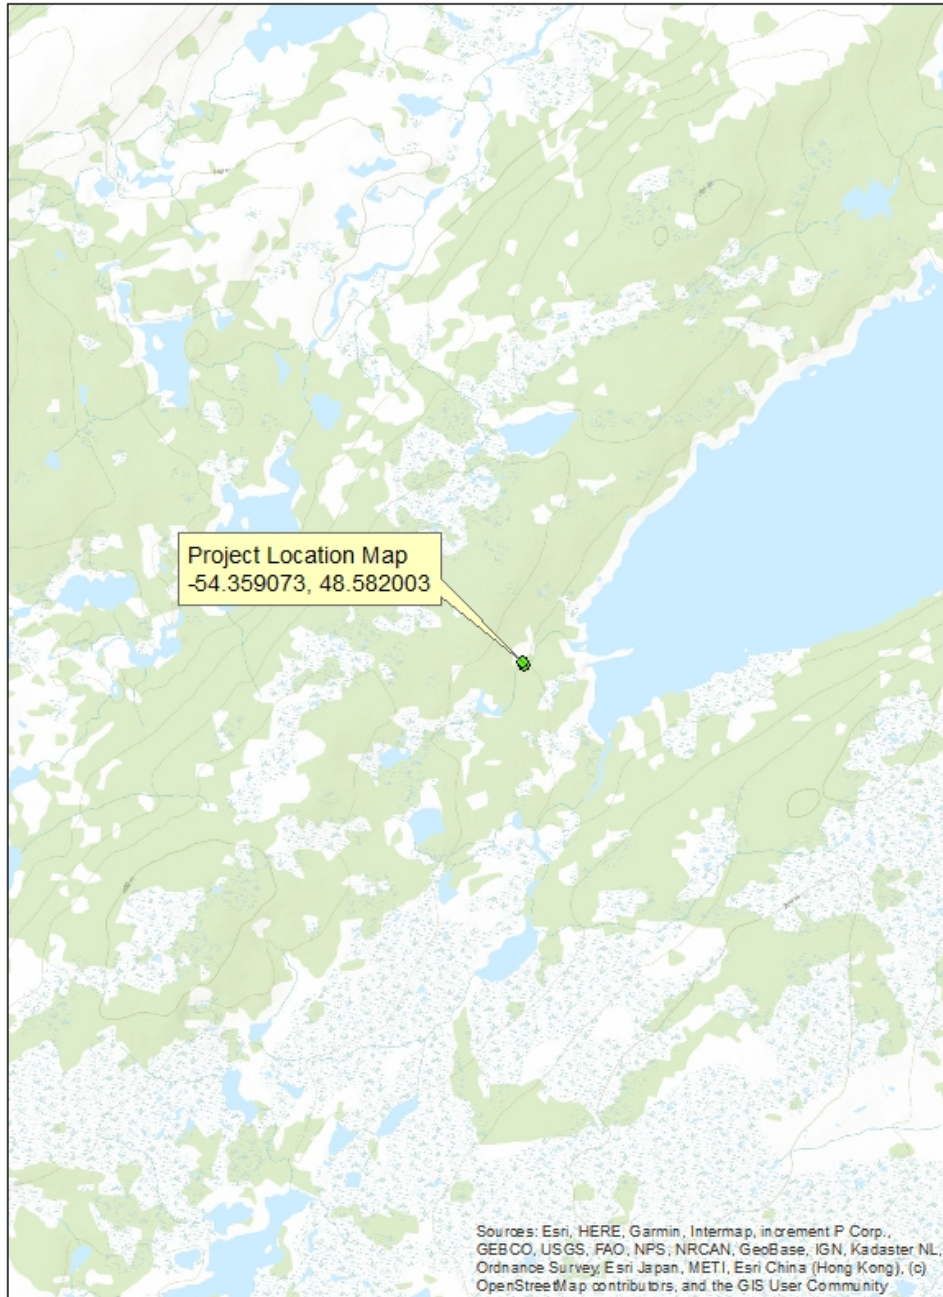 Project Location Map
-54.359073, 48.582003
Sources: Esri, HERE, Garmin, Intermap, increment P Corp.,
GEBCO, USGS, FAO, NPS, NRCAN, GeoBase, IGN, Kadaster NL,
Ordnance Survey, Esri Japan, METI, Esri China (Hong Kong), (c)
OpenStreetMap contributors, and the GIS User Community